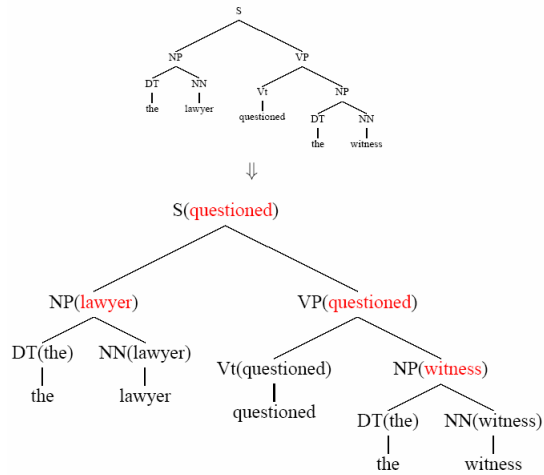 S
NP VP
DT NN Vt NP
the lawyer questioned DT NN
the witness
⇓
S(questioned)
NP(lawyer) VP(questioned)
DT(the) NN(lawyer) Vt(questioned) NP(witness)
the lawyer questioned DT(the) NN(witness)
the witness